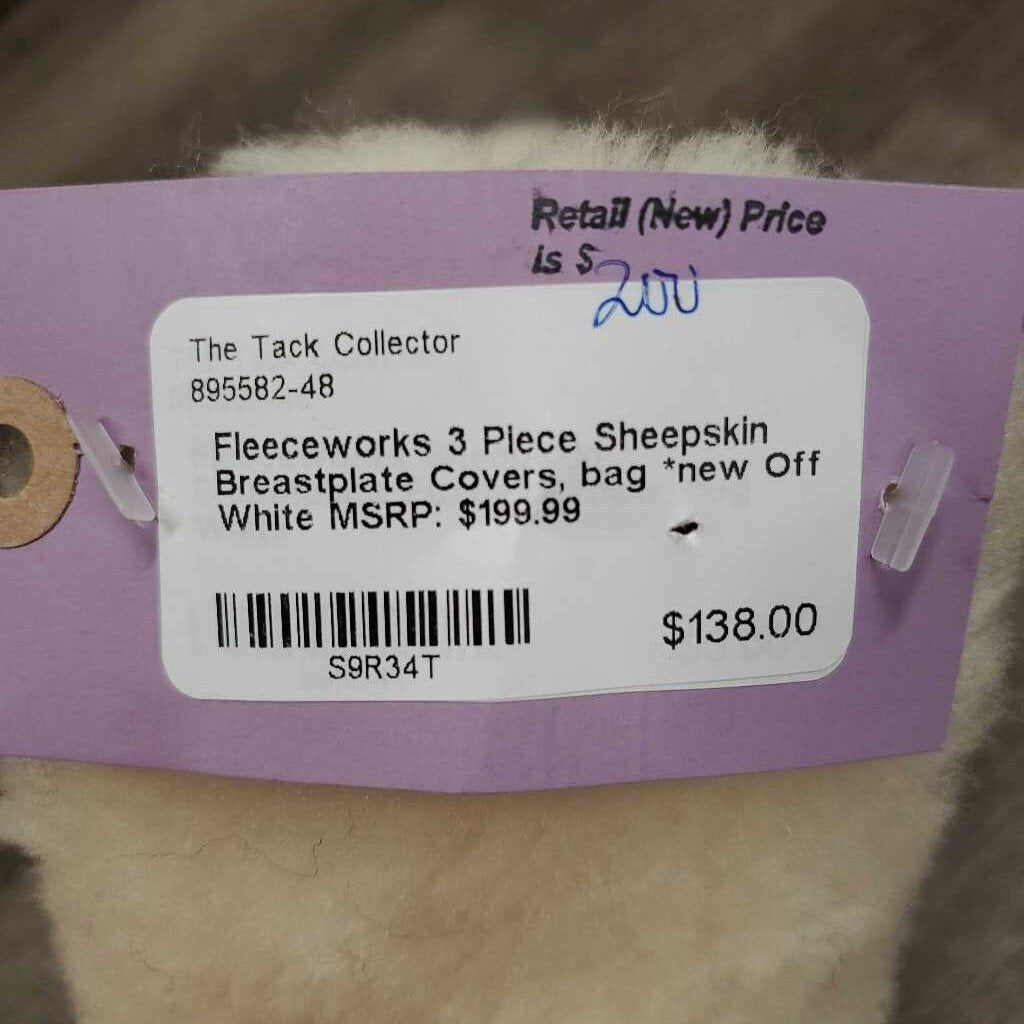 Retail (New) Price
is $ 200
The Tack Collector
895582-48
Fleeceworks 3 Piece Sheepskin
Breastplate Covers, bag *new Off
White MSRP: $199.99
S9R34T
$138.00